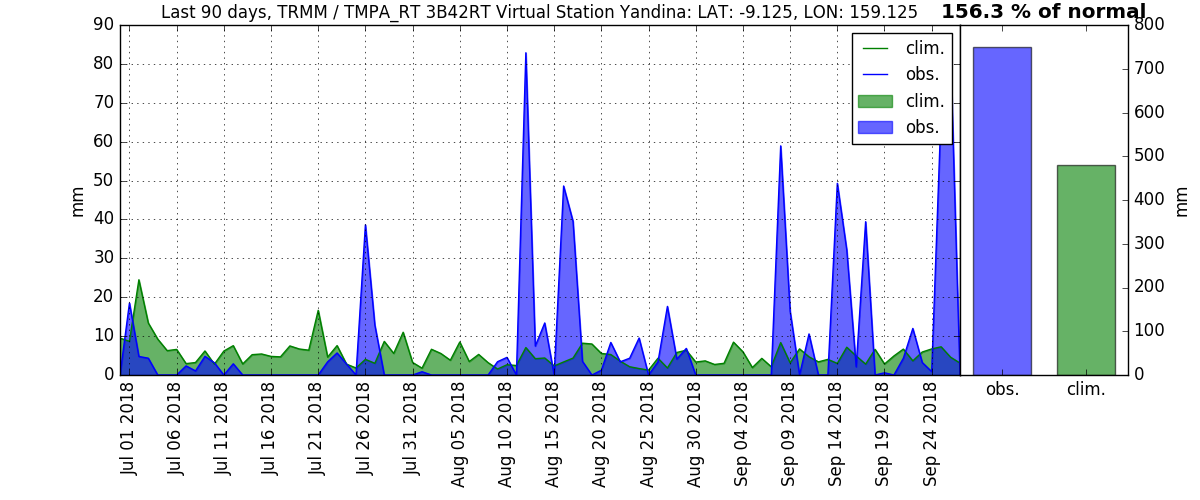 Last 90 days, TRMM / TMPA_RT 3B42RT Virtual Station Yandina: LAT: -9.125, LON: 159.125
156.3 % of normal
90
80
70
60
50
40
30
20
10
0
mm
clim.
obs.
clim.
obs.
800
700
600
500
400
300
200
100
0
mm
Jul 01 2018
Jul 06 2018
Jul 11 2018
Jul 16 2018
Jul 21 2018
Jul 26 2018
Jul 31 2018
Aug 05 2018
Aug 10 2018
Aug 15 2018
Aug 20 2018
Aug 25 2018
Aug 30 2018
Sep 04 2018
Sep 09 2018
Sep 14 2018
Sep 19 2018
Sep 24 2018
obs.
clim.